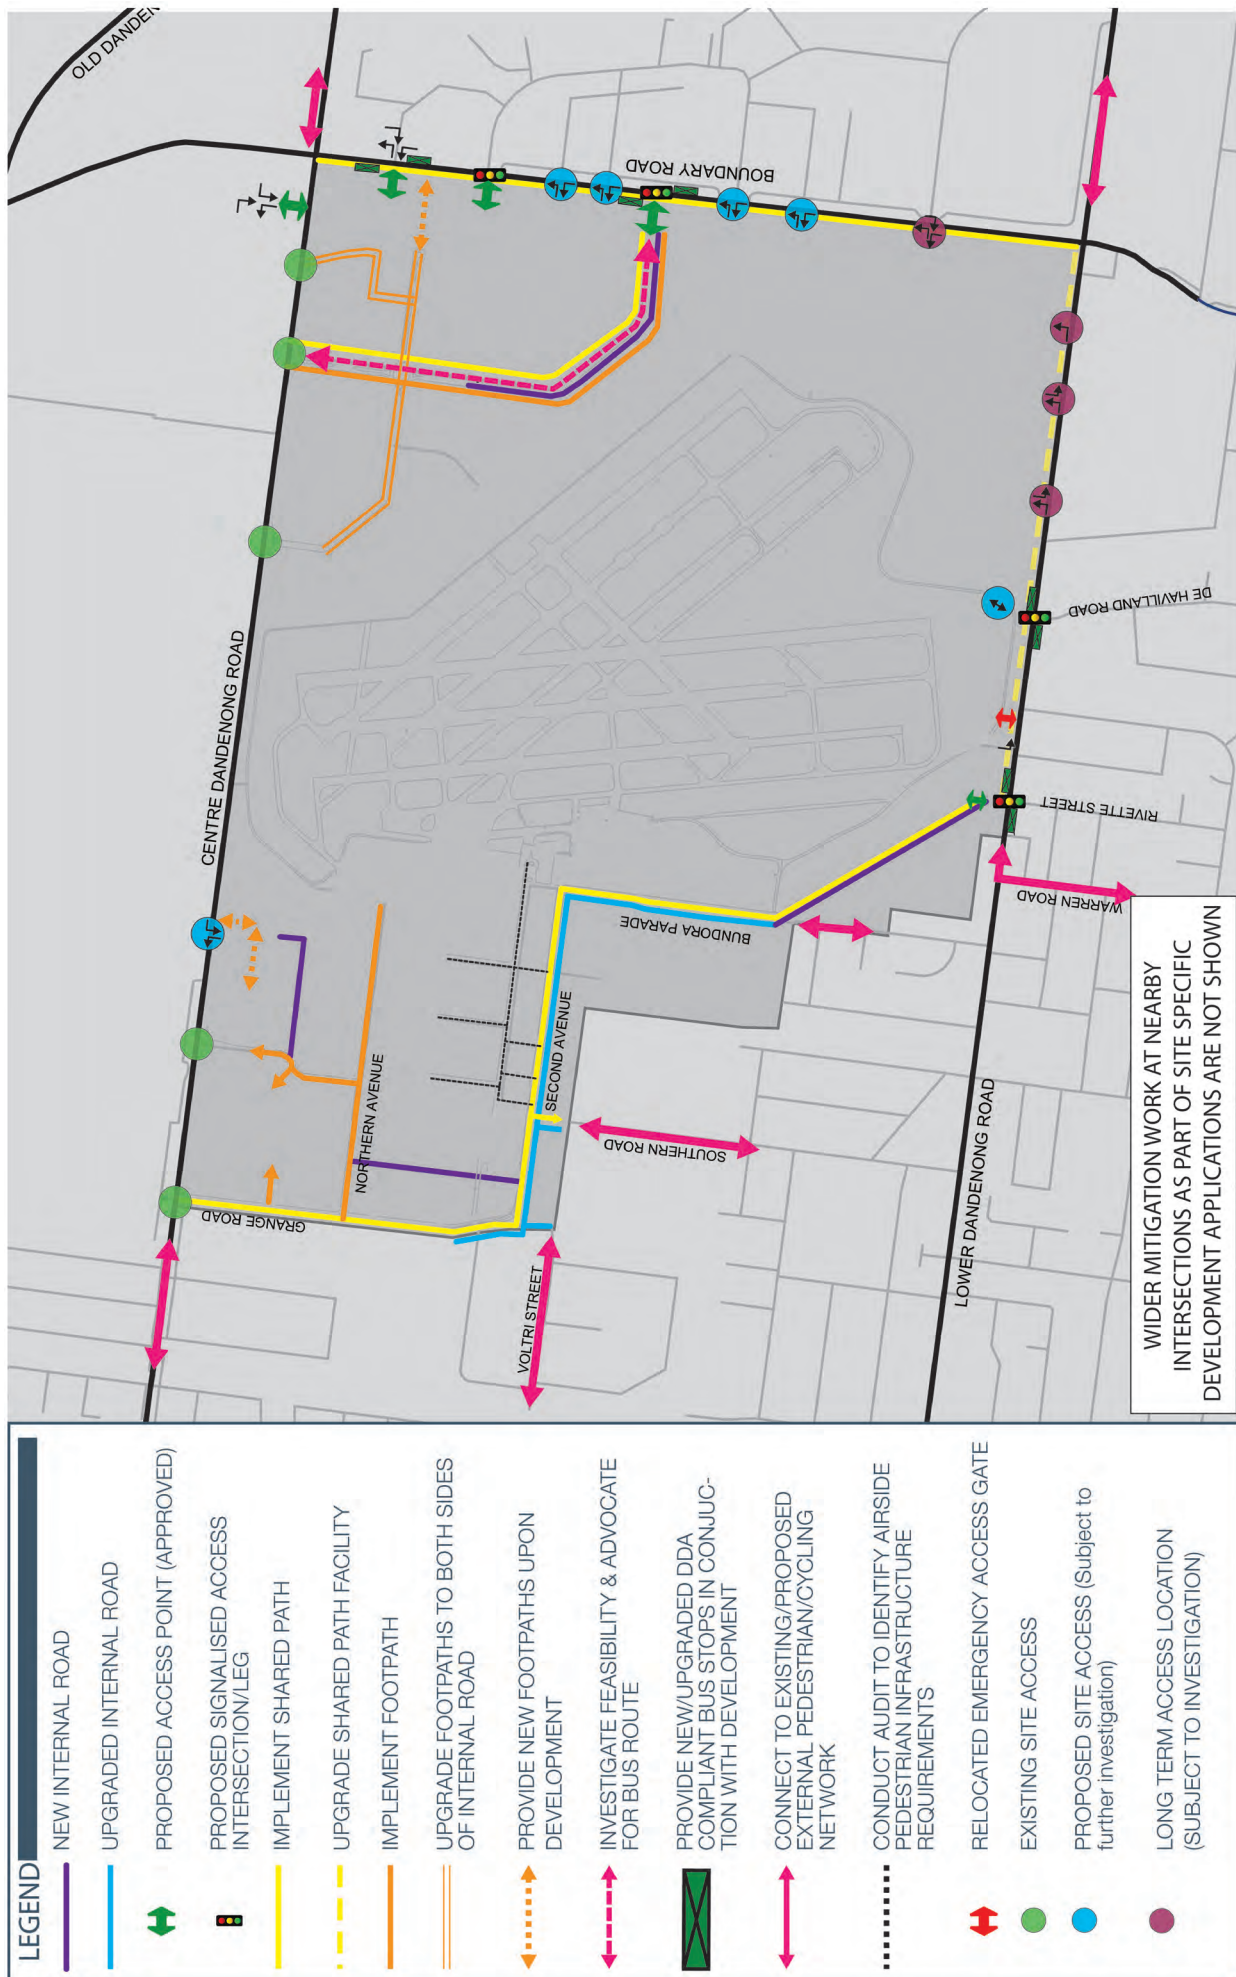 LEGEND
NEW INTERNAL ROAD
UPGRADED INTERNAL ROAD
PROPOSED ACCESS POINT (APPROVED)
PROPOSED SIGNALISED ACCESS
INTERSECTION/LEG
IMPLEMENT SHARED PATH
UPGRADE SHARED PATH FACILITY
IMPLEMENT FOOTPATH
UPGRADE FOOTPATHS TO BOTH SIDES
OF INTERNAL ROAD
PROVIDE NEW FOOTPATHS UPON
DEVELOPMENT
INVESTIGATE FEASIBILITY & ADVOCATE
FOR BUS ROUTE
PROVIDE NEW/UPGRADED DDA
COMPLIANT BUS STOPS IN CONJUC-
TION WITH DEVELOPMENT
CONNECT TO EXISTING/PROPOSED
EXTERNAL PEDESTRIAN/CYCLING
NETWORK
CONDUCT AUDIT TO IDENTIFY AIRSIDE
PEDESTRIAN INFRASTRUCTURE
REQUIREMENTS
RELOCATED EMERGENCY ACCESS GATE
EXISTING SITE ACCESS
PROPOSED SITE ACCESS (Subject to
further investigation)
LONG TERM ACCESS LOCATION
(SUBJECT TO INVESTIGATION)
OLD DANDEN
CENTRE DANDENONG ROAD
BOUNDARY ROAD
GRANGE ROAD
NORTHERN AVENUE
SECOND AVENUE
BUNDORA PARADE
VOLTRI STREET
SOUTHERN ROAD
LOWER DANDENONG ROAD
WARREN ROAD
RIVETTE STREET
DE HAVILLAND ROAD
WIDER MITIGATION WORK AT NEARBY
INTERSECTIONS AS PART OF SITE SPECIFIC
DEVELOPMENT APPLICATIONS ARE NOT SHOWN